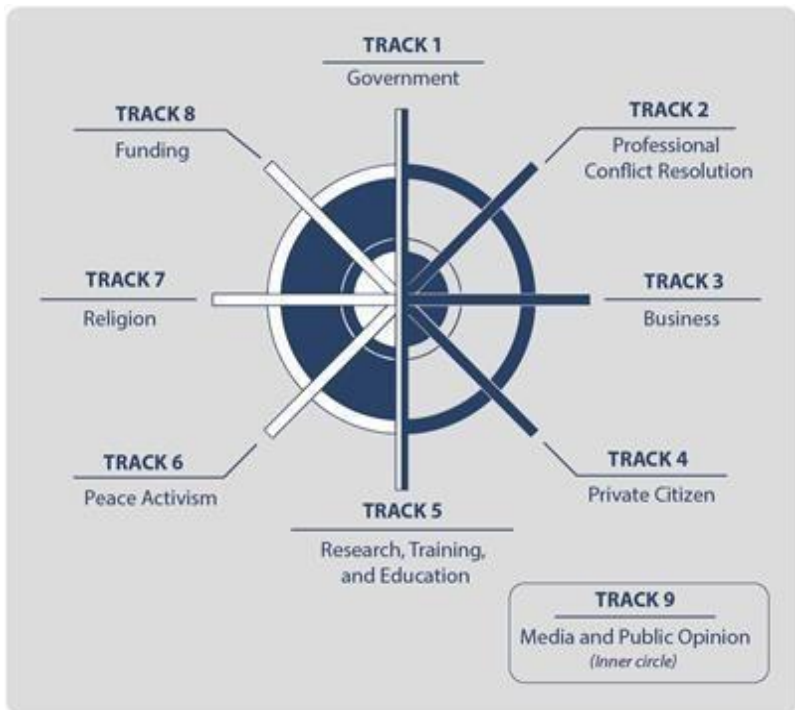 TRACK 1
Government
TRACK 8
Funding
TRACK 2
Professional
Conflict Resolution
TRACK 7
Religion
TRACK 3
Business
TRACK 6
Peace Activism
TRACK 4
Private Citizen
TRACK 5
Research, Training,
and Education
TRACK 9
Media and Public Opinion
(Inner circle)